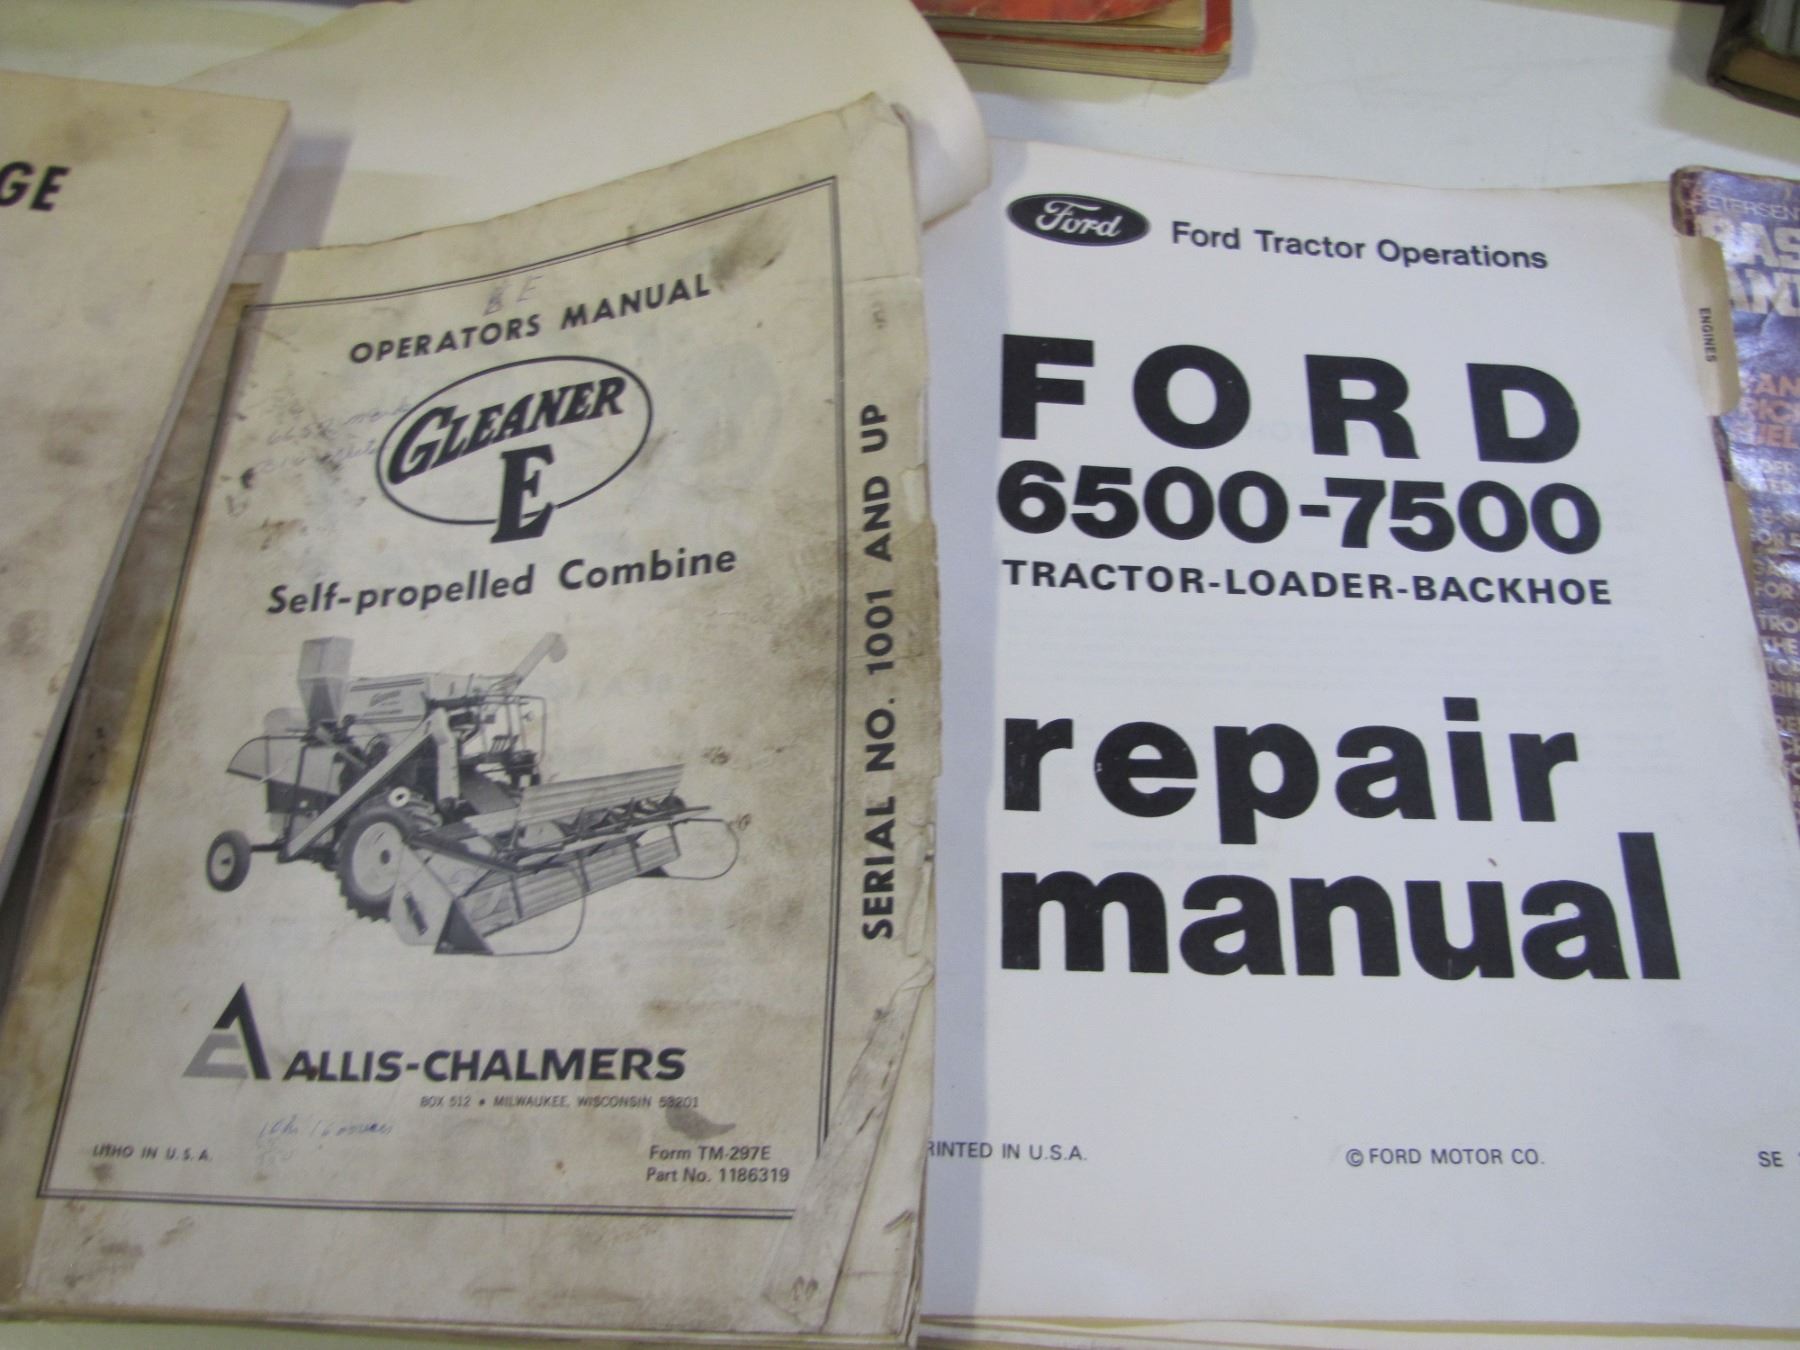 GE
OPERATORS MANUAL
GLEANER
E
Self-propelled Combine
SERIAL NO. 1001 AND UP
ALLIS-CHALMERS
BOX 512 • MILWAUKEE, WISCONSIN 53201
LITHO IN U.S.A.
Form TM-297E
Part No. 1186319
Ford
Ford Tractor Operations
FORD
6500-7500
TRACTOR-LOADER-BACKHOE
repair
manual
RINTED IN U.S.A.
© FORD MOTOR CO.
SE
ENGINES
PETERSEN